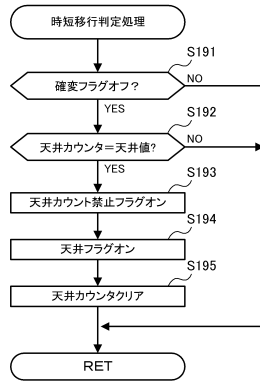 時短移行判定処理
S191
確変フラグオフ？
NO
YES
S192
天井カウンタ＝天井値？
NO
YES
S193
天井カウント禁止フラグオン
S194
天井フラグオン
S195
天井カウンタクリア
RET